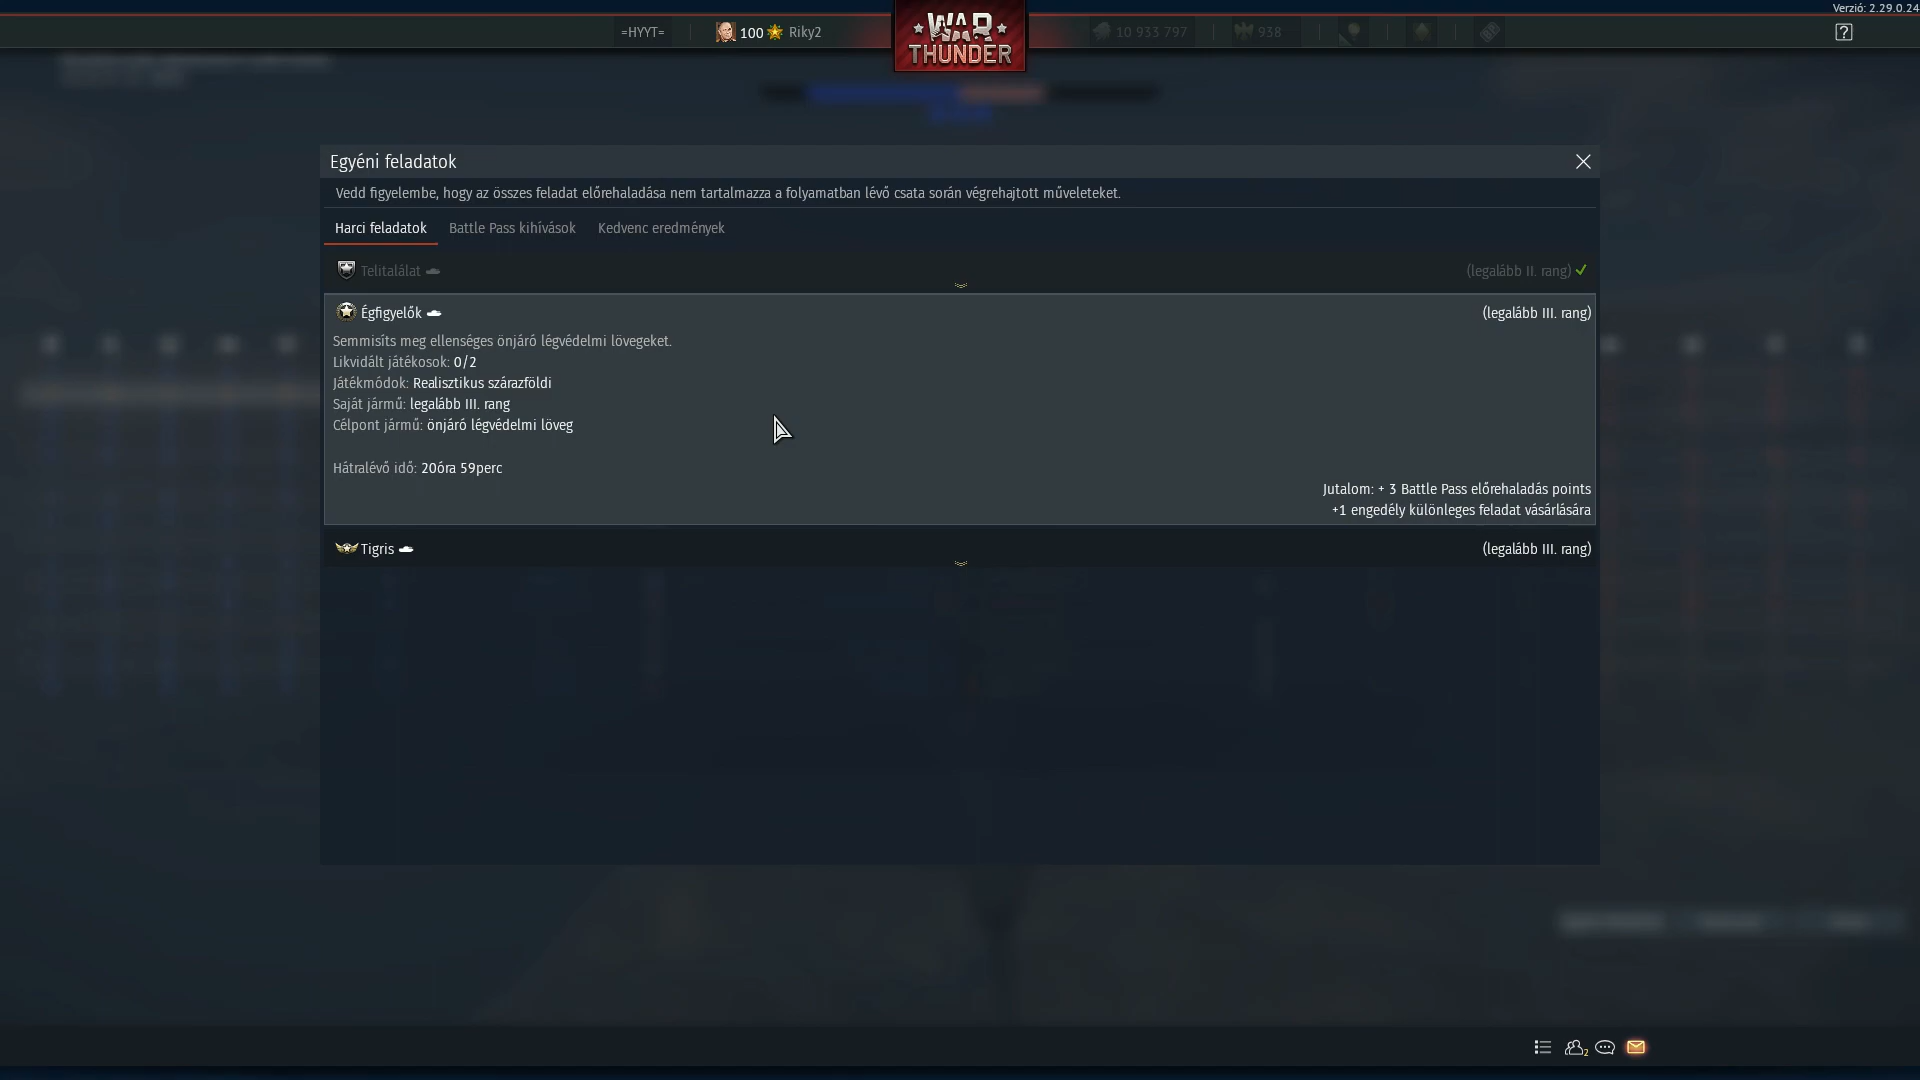 Verzió: 2.29.0.24
=HYYT=
100 Riky2
WAR THUNDER
10 933 797
938
Egyéni feladatok
Vedd figyelembe, hogy az összes feladat előrehaladása nem tartalmazza a folyamatban lévő csata során végrehajtott műveleteket.
Harci feladatok Battle Pass kihívások Kedvenc eredmények
Telitalálat (legalább II. rang)
Égfigyelők (legalább III. rang)
Semmisíts meg ellenséges önjáró légvédelmi lövegeket.
Likvidált játékosok: 0/2
Játékmódok: Realisztikus szárazföldi
Saját jármű: legalább III. rang
Célpont jármű: önjáró légvédelmi löveg
Hátralévő idő: 20óra 59perc
Jutalom: + 3 Battle Pass előrehaladás points
+1 engedély különleges feladat vásárlására
Tigris (legalább III. rang)
2